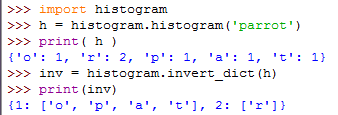 >>> import histogram
>>> h = histogram.histogram('parrot')
>>> print( h )
{'o': 1, 'r': 2, 'p': 1, 'a': 1, 't': 1}
>>> inv = histogram.invert_dict(h)
>>> print(inv)
{1: ['o', 'p', 'a', 't'], 2: ['r']}